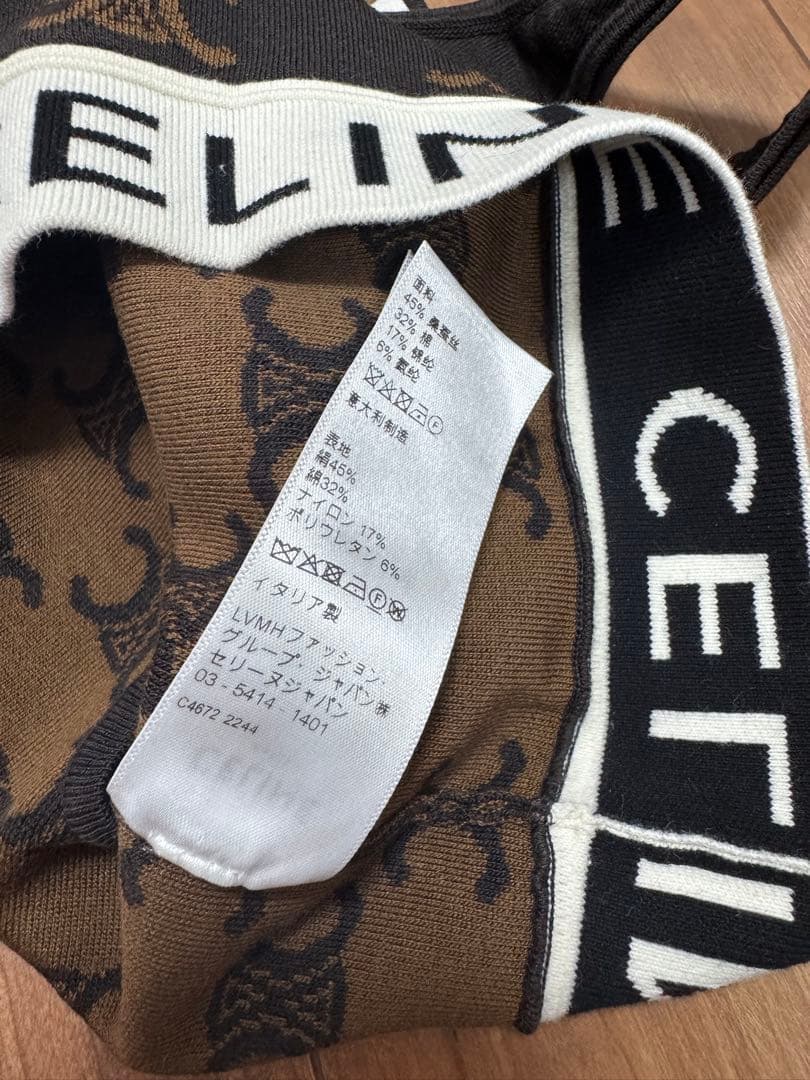 CELINE
面料
45% 桑蚕丝
32% 棉
17% 锦纶
6% 氨纶
意大利制造
表地
絹45%
綿32%
ナイロン 17%
ポリウレタン 6%
イタリア製
LVMHファッション.
グループ・ジャパン㈱
セリーヌジャパン
03 - 5414 - 1401
C4672 2244